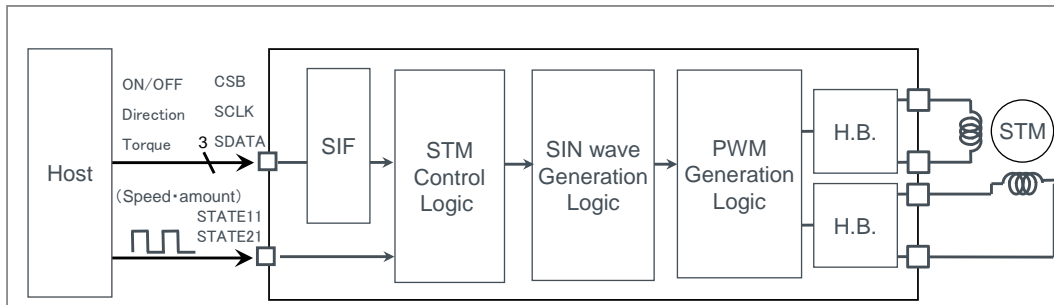 Host
ON/OFF CSB
Direction SCLK
Torque 3 SDATA
(Speed・amount)
STATE11
STATE21
SIF
STM
Control
Logic
SIN wave
Generation
Logic
PWM
Generation
Logic
H.B.
H.B.
STM